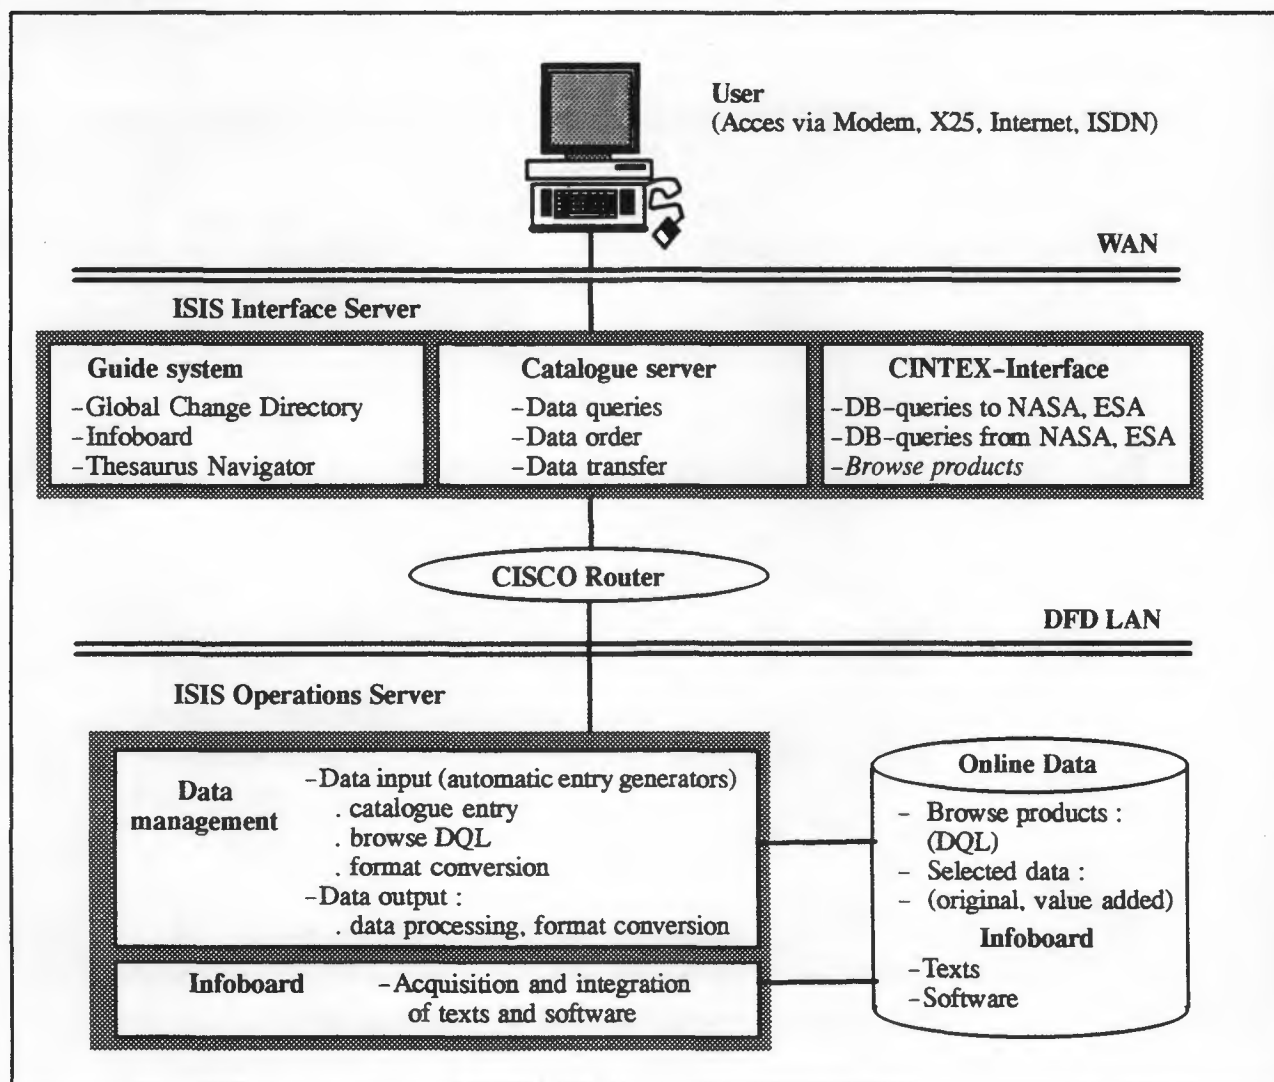 User
(Acces via Modem, X25, Internet, ISDN)
WAN
ISIS Interface Server
Guide system
-Global Change Directory
-Infoboard
-Thesaurus Navigator
Catalogue server
-Data queries
-Data order
-Data transfer
CINTEX-Interface
-DB-queries to NASA, ESA
-DB-queries from NASA, ESA
-Browse products
CISCO Router
DFD LAN
ISIS Operations Server
Data
management
-Data input (automatic entry generators)
. catalogue entry
. browse DQL
. format conversion
-Data output :
. data processing, format conversion
Infoboard
-Acquisition and integration
of texts and software
Online Data
- Browse products :
(DQL)
- Selected data :
- (original, value added)
Infoboard
-Texts
-Software